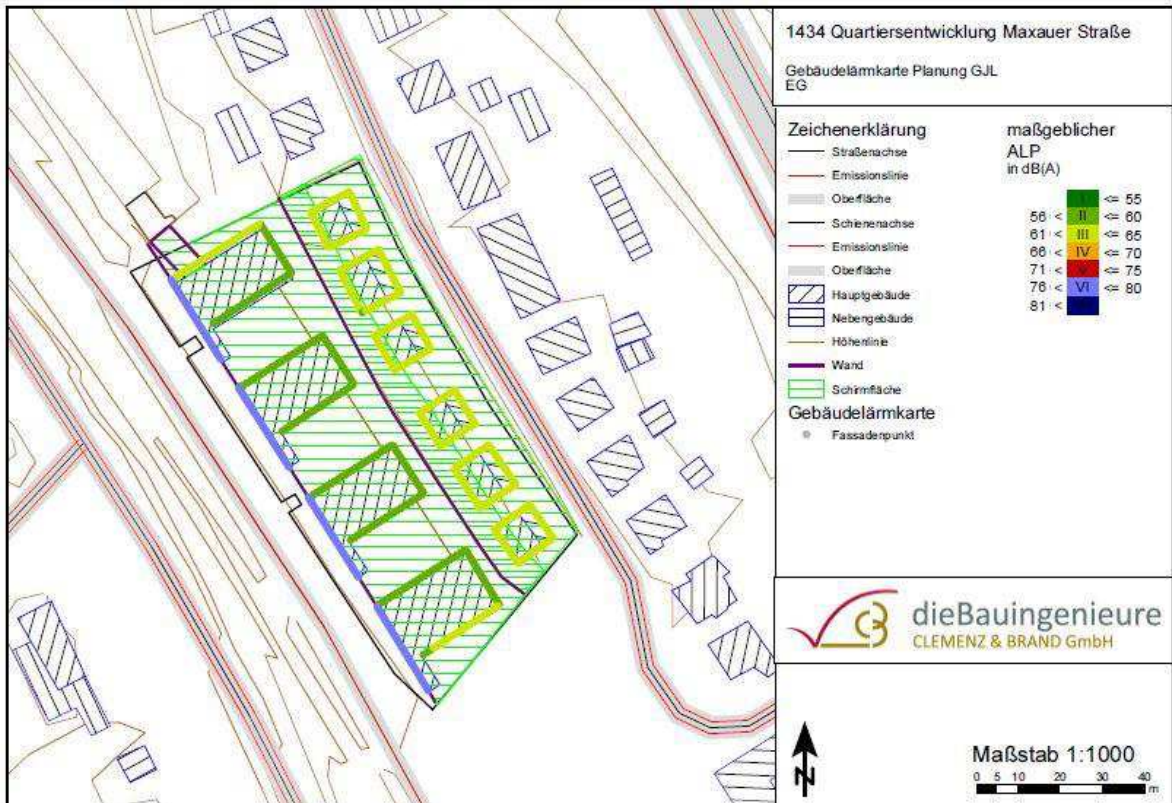 1434 Quartiersentwicklung Maxauer Straße
Gebäudelärmkarte Planung GJL
EG
Zeichenerklärung
Straßenachse
Emissionslinie
Oberfläche
Schienenachse
Emissionslinie
Oberfläche
Hauptgebäude
Nebengebäude
Höhenlinie
Wand
Schirmfläche
Gebäudelärmkarte
Fassadenpunkt
maßgeblicher
ALP
in dB(A)
I <= 55
56 < II <= 60
61 < III <= 65
66 < IV <= 70
71 < V <= 75
76 < VI <= 80
81 <
dieBauingenieure
CLEMENZ & BRAND GmbH
N
Maßstab 1:1000
0 5 10 20 30 40
m